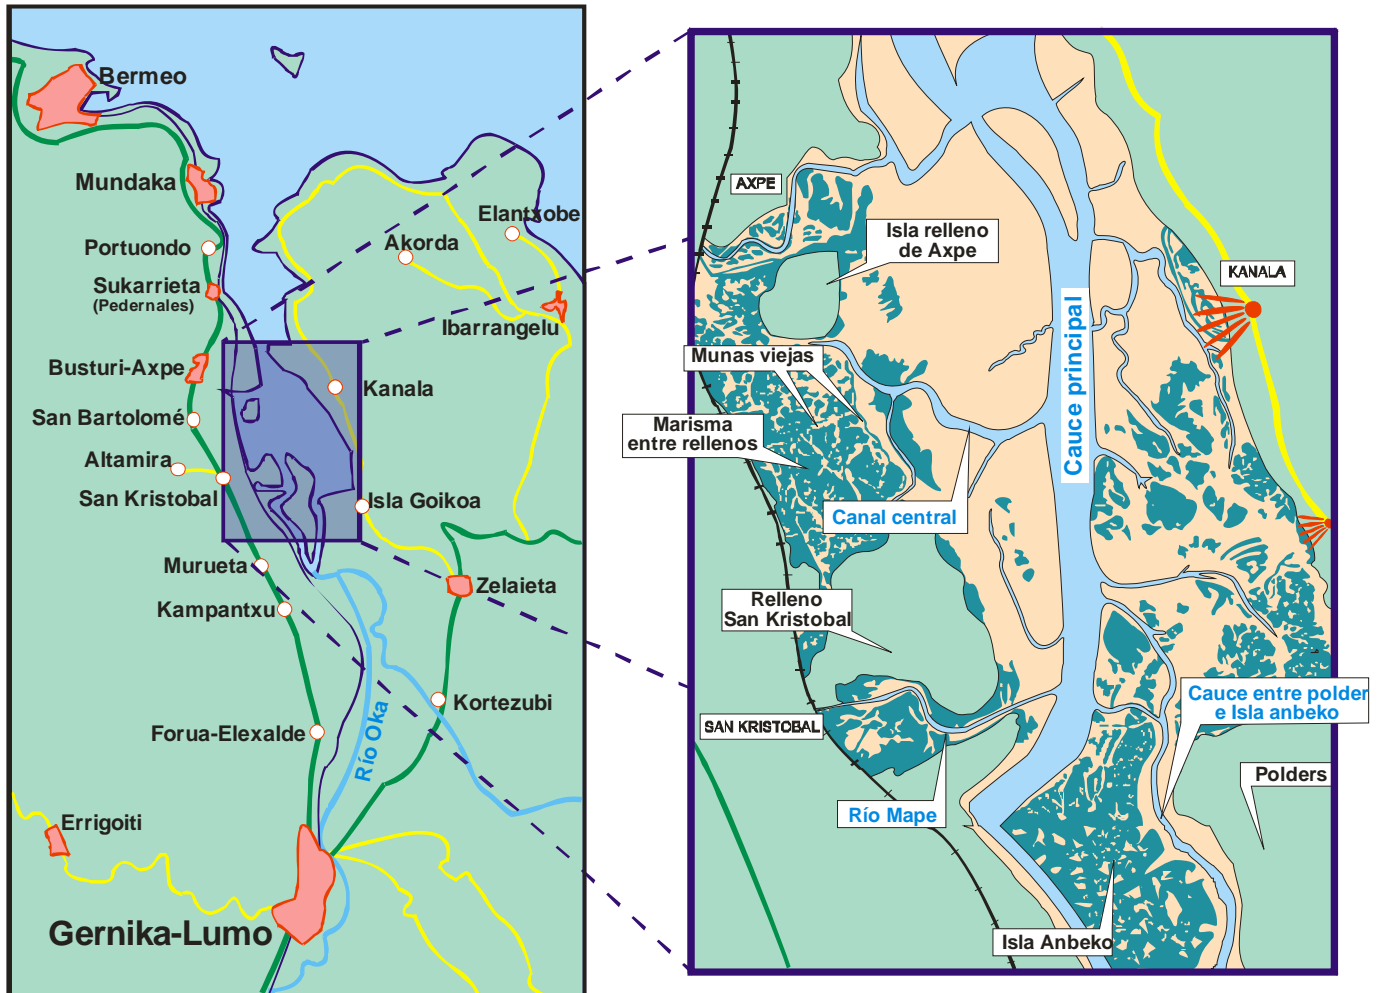 Bermeo
Mundaka
Elantxobe
Akorda
Portuondo
Sukarrieta
(Pedernales)
Ibarrangelu
Busturi-Axpe
Kanala
San Bartolomé
Altamira
San Kristobal
Isla Goikoa
Murueta
Zelaieta
Kampantxu
Kortezubi
Forua-Elexalde
Río Oka
Errigoiti
Gernika-Lumo
AXPE
Isla relleno
de Axpe
KANALA
Cauce principal
Munas viejas
Marisma
entre rellenos
Canal central
Relleno
San Kristobal
Cauce entre polder
e Isla anbeko
SAN KRISTOBAL
Polders
Río Mape
Isla Anbeko